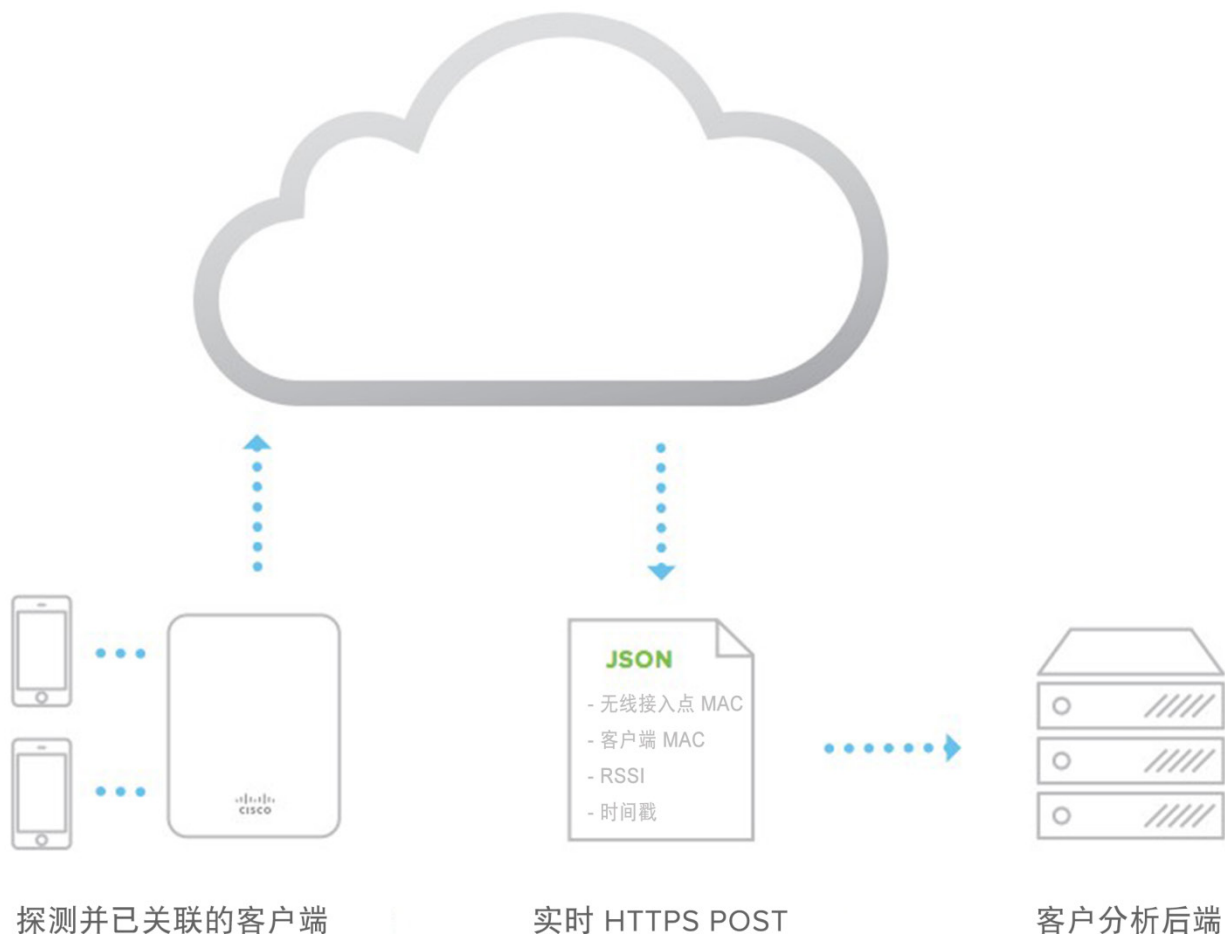 CISCO
JSON
- 无线接入点 MAC
- 客户端 MAC
- RSSI
- 时间戳
探测并已关联的客户端
实时 HTTPS POST
客户分析后端